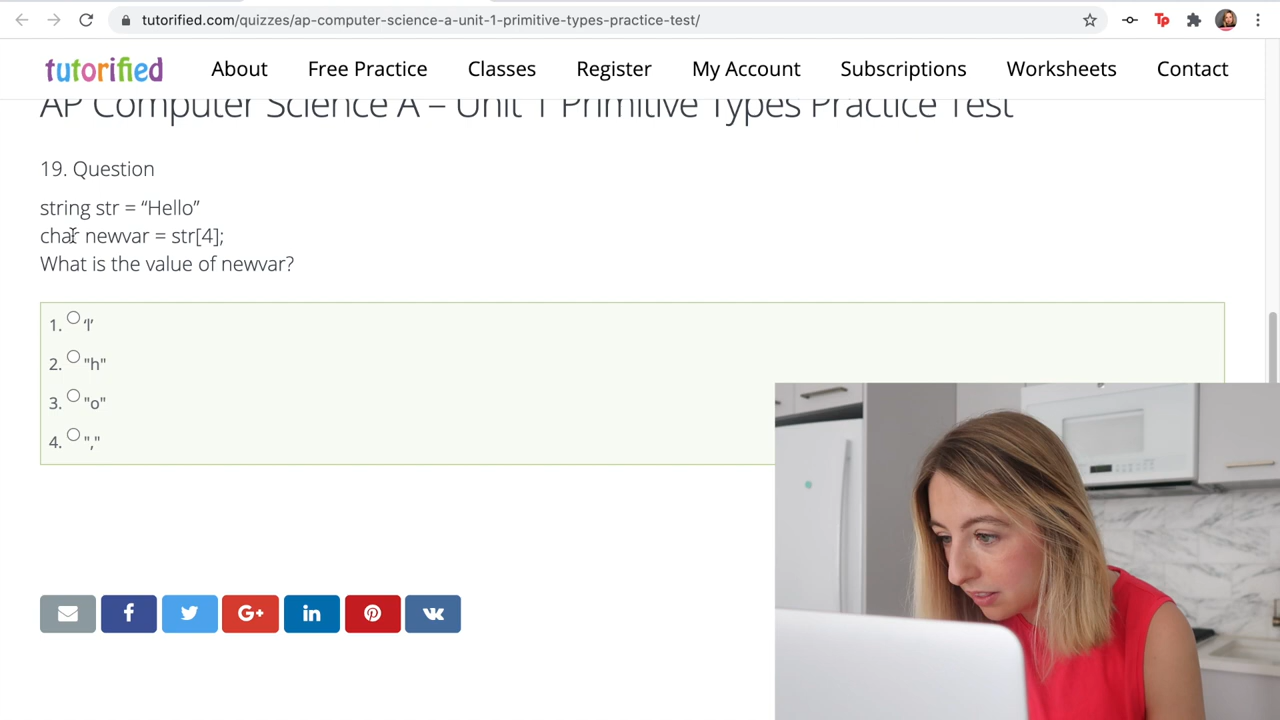 tutorified.com/quizzes/ap-computer-science-a-unit-1-primitive-types-practice-test/
Tp
tutorified About Free Practice Classes Register My Account Subscriptions Worksheets Contact
AP Computer Science A – Unit 1 Primitive Types Practice Test
19. Question
string str = “Hello”
char newvar = str[4];
What is the value of newvar?
1. ‘l’
2. "h"
3. "o"
4. ","
f G+ in